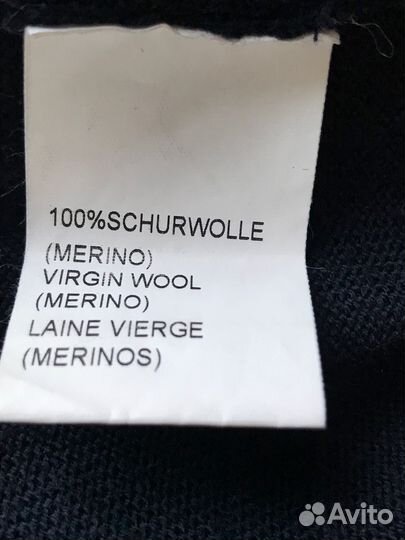 100%SCHURWOLLE
(MERINO)
VIRGIN WOOL
(MERINO)
LAINE VIERGE
(MERINOS)
Avito